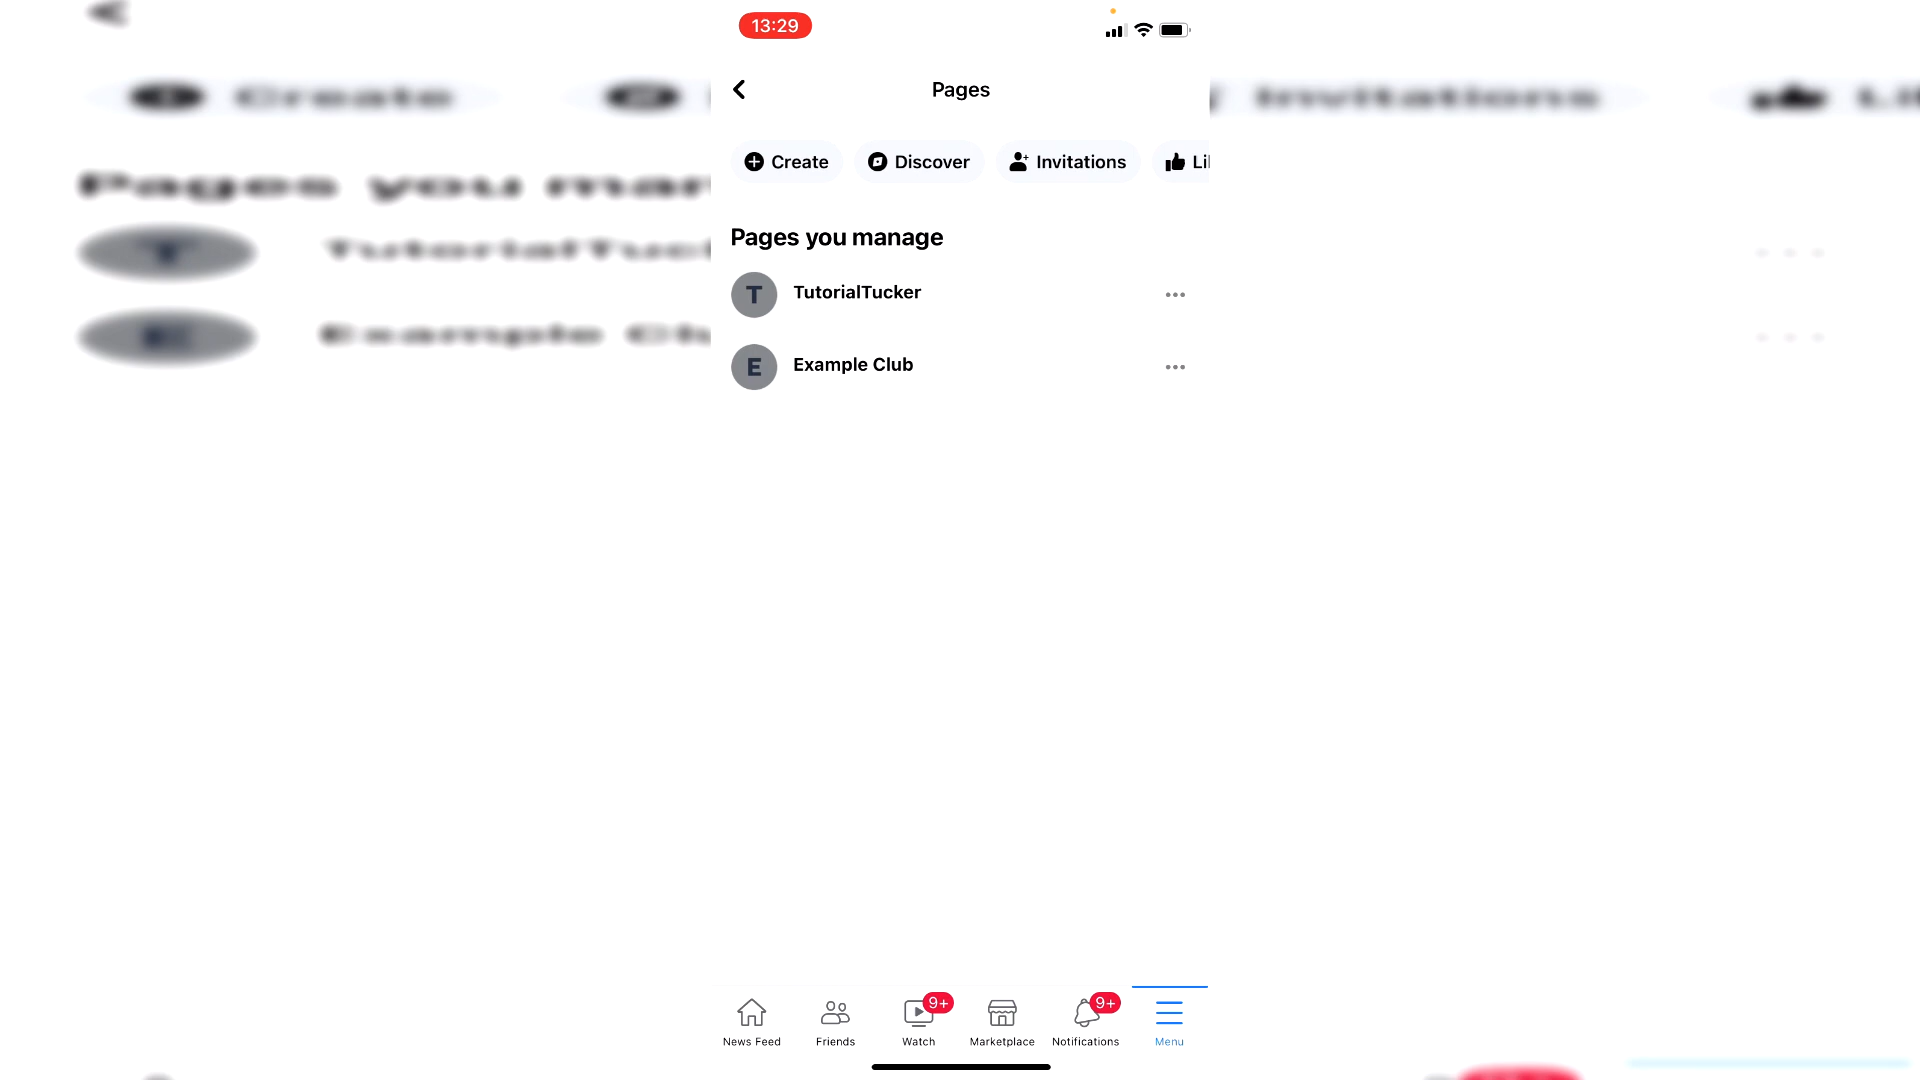 13:29
Pages
Create
Discover
Invitations
Li
Pages you manage
T
TutorialTucker
E
Example Club
9+
9+
News Feed
Friends
Watch
Marketplace
Notifications
Menu